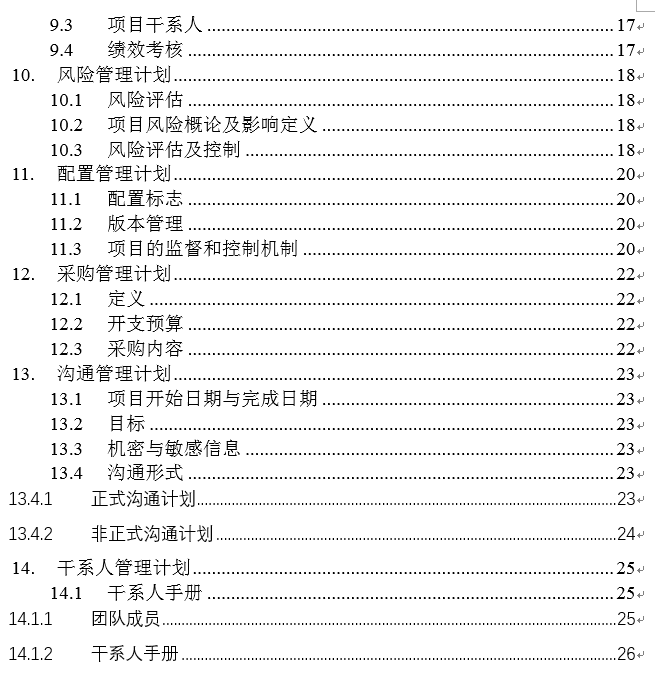 9.3 项目干系人 17
9.4 绩效考核 17
10. 风险管理计划 18
10.1 风险评估 18
10.2 项目风险概论及影响定义 18
10.3 风险评估及控制 18
11. 配置管理计划 20
11.1 配置标志 20
11.2 版本管理 20
11.3 项目的监督和控制机制 20
12. 采购管理计划 22
12.1 定义 22
12.2 开支预算 22
12.3 采购内容 22
13. 沟通管理计划 23
13.1 项目开始日期与完成日期 23
13.2 目标 23
13.3 机密与敏感信息 23
13.4 沟通形式 23
13.4.1 正式沟通计划 23
13.4.2 非正式沟通计划 24
14. 干系人管理计划 25
14.1 干系人手册 25
14.1.1 团队成员 25
14.1.2 干系人手册 26